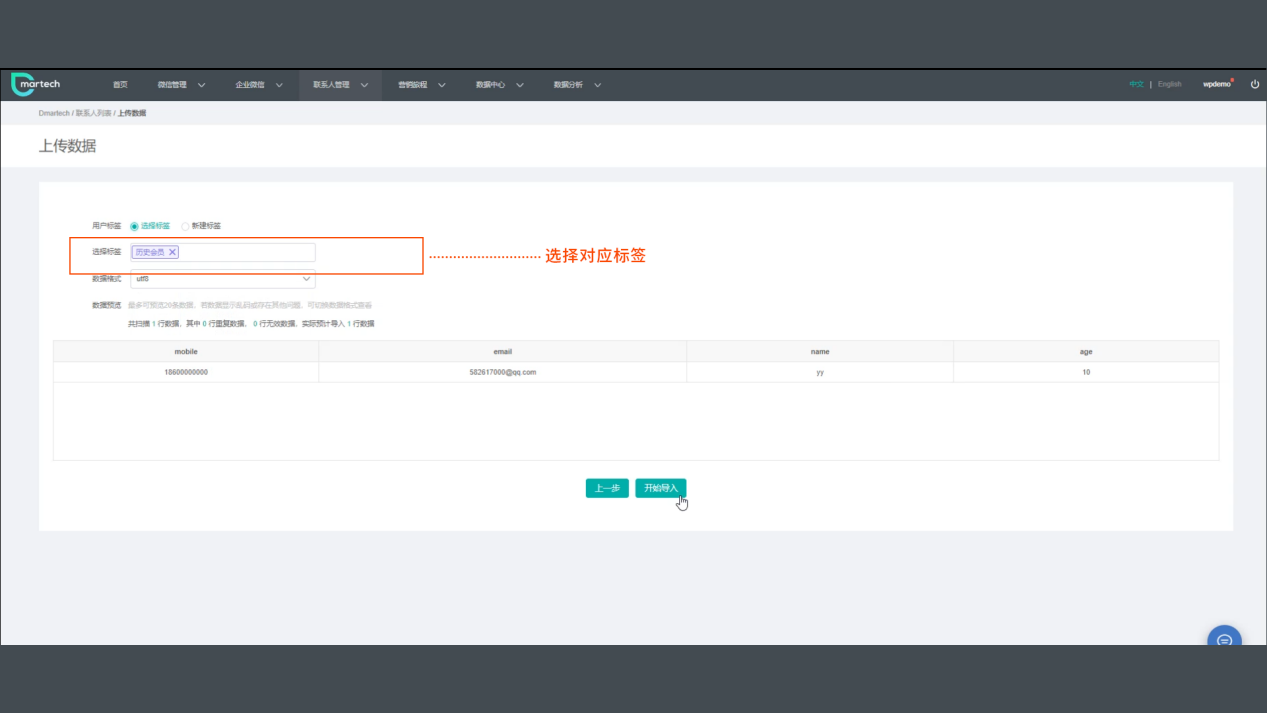 martech 首页 微信管理 企业微信 联系人管理 营销旅程 数据中心 数据分析 中文 | English wpdemo
Dmartech / 联系人列表 / 上传数据
上传数据
用户标签 选择标签 新建标签
选择标签 历史会员 选择对应标签
数据格式 utf8
数据预览 最多可预览20条数据，若数据显示乱码或存在其他问题，可切换数据格式查看
共扫描 1 行数据，其中 0 行重复数据， 0 行无效数据，实际预计导入 1 行数据
mobile email name age
18600000000 582617000@qq.com yy 10
上一步 开始导入